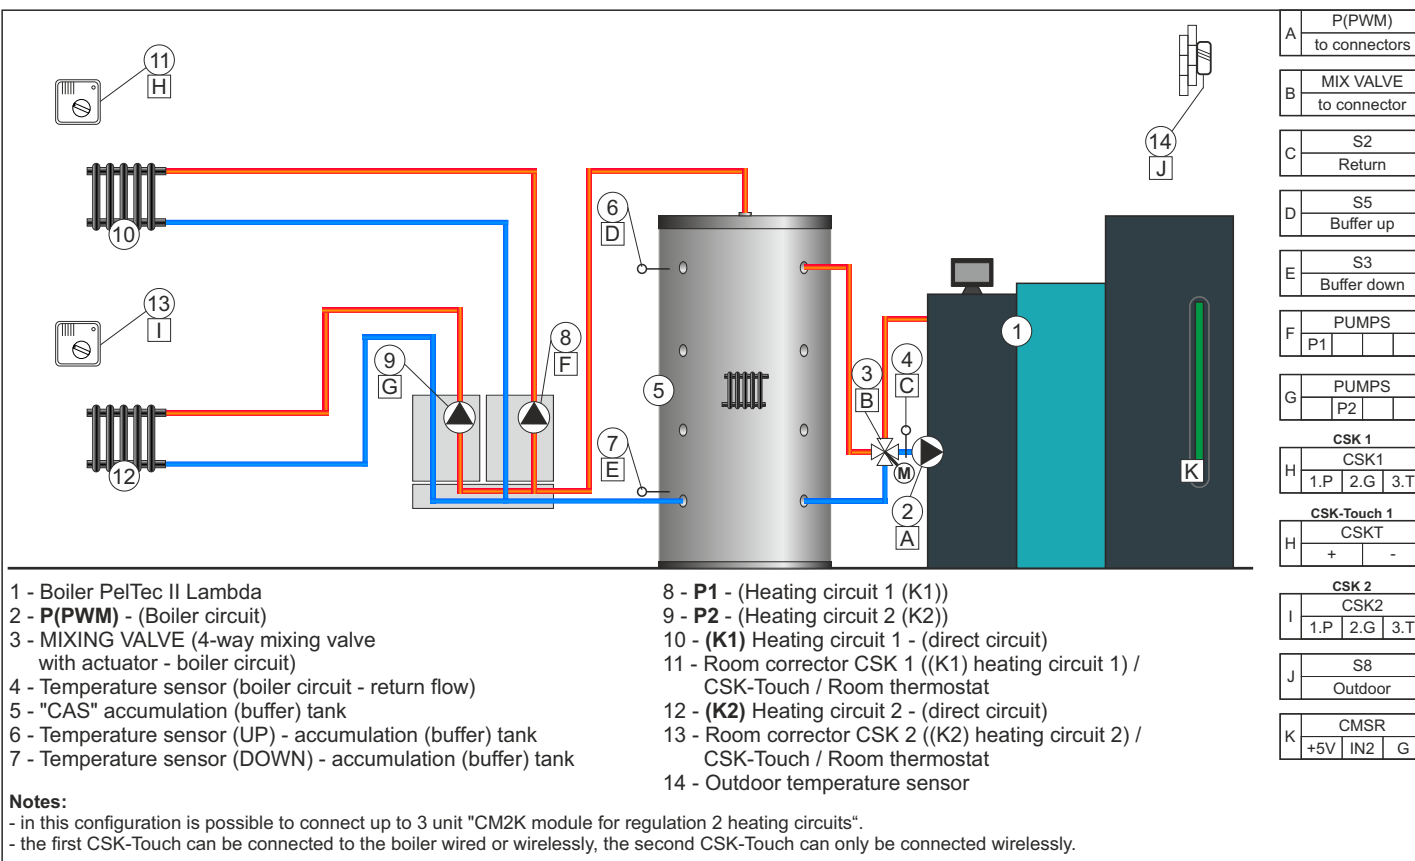 11
H
13
I
10
12
9
G
8
F
6
D
7
E
5
3
B
4
C
M
2
A
1
14
J
K
A
P(PWM)
to connectors
B
MIX VALVE
to connector
C
S2
Return
D
S5
Buffer up
E
S3
Buffer down
F
PUMPS
P1
G
PUMPS
P2
CSK 1
H
CSK1
1.P 2.G 3.T
CSK-Touch 1
H
CSKT
+ -
CSK 2
I
CSK2
1.P 2.G 3.T
J
S8
Outdoor
K
CMSR
+5V IN2 G
1 - Boiler PelTec II Lambda
2 - P(PWM) - (Boiler circuit)
3 - MIXING VALVE (4-way mixing valve
with actuator - boiler circuit)
4 - Temperature sensor (boiler circuit - return flow)
5 - "CAS" accumulation (buffer) tank
6 - Temperature sensor (UP) - accumulation (buffer) tank
7 - Temperature sensor (DOWN) - accumulation (buffer) tank
8 - P1 - (Heating circuit 1 (K1))
9 - P2 - (Heating circuit 2 (K2))
10 - (K1) Heating circuit 1 - (direct circuit)
11 - Room corrector CSK 1 ((K1) heating circuit 1) /
CSK-Touch / Room thermostat
12 - (K2) Heating circuit 2 - (direct circuit)
13 - Room corrector CSK 2 ((K2) heating circuit 2) /
CSK-Touch / Room thermostat
14 - Outdoor temperature sensor
Notes:
- in this configuration is possible to connect up to 3 unit "CM2K module for regulation 2 heating circuits“.
- the first CSK-Touch can be connected to the boiler wired or wirelessly, the second CSK-Touch can only be connected wirelessly.